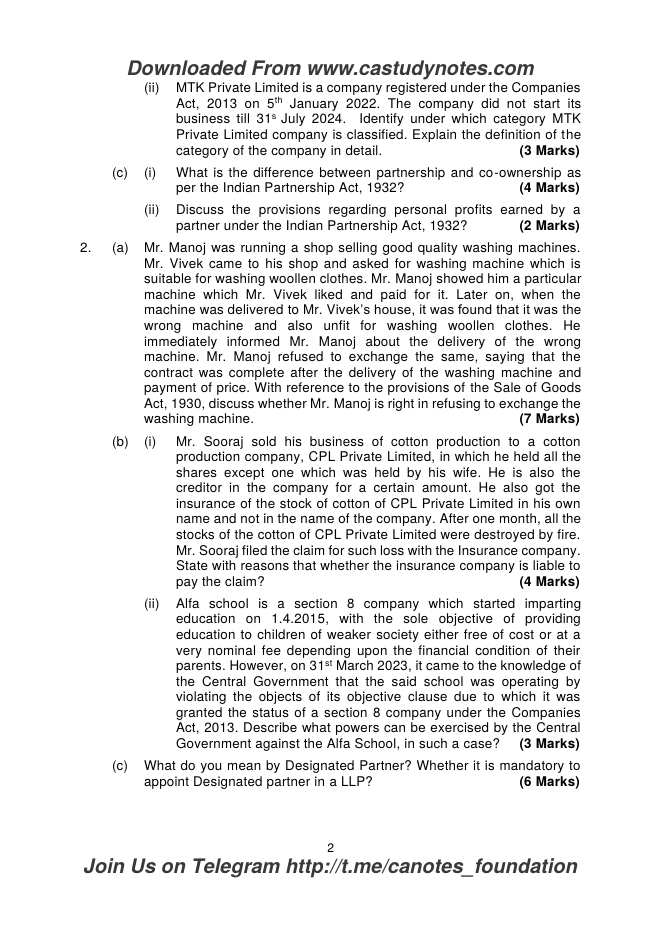 Downloaded From www.castudynotes.com
(ii) MTK Private Limited is a company registered under the Companies
Act, 2013 on 5th January 2022. The company did not start its
business till 31s July 2024. Identify under which category MTK
Private Limited company is classified. Explain the definition of the
category of the company in detail. (3 Marks)
(c) (i) What is the difference between partnership and co-ownership as
per the Indian Partnership Act, 1932? (4 Marks)
(ii) Discuss the provisions regarding personal profits earned by a
partner under the Indian Partnership Act, 1932? (2 Marks)
2. (a) Mr. Manoj was running a shop selling good quality washing machines.
Mr. Vivek came to his shop and asked for washing machine which is
suitable for washing woollen clothes. Mr. Manoj showed him a particular
machine which Mr. Vivek liked and paid for it. Later on, when the
machine was delivered to Mr. Vivek's house, it was found that it was the
wrong machine and also unfit for washing woollen clothes. He
immediately informed Mr. Manoj about the delivery of the wrong
machine. Mr. Manoj refused to exchange the same, saying that the
contract was complete after the delivery of the washing machine and
payment of price. With reference to the provisions of the Sale of Goods
Act, 1930, discuss whether Mr. Manoj is right in refusing to exchange the
washing machine. (7 Marks)
(b) (i) Mr. Sooraj sold his business of cotton production to a cotton
production company, CPL Private Limited, in which he held all the
shares except one which was held by his wife. He is also the
creditor in the company for a certain amount. He also got the
insurance of the stock of cotton of CPL Private Limited in his own
name and not in the name of the company. After one month, all the
stocks of the cotton of CPL Private Limited were destroyed by fire.
Mr. Sooraj filed the claim for such loss with the Insurance company.
State with reasons that whether the insurance company is liable to
pay the claim? (4 Marks)
(ii) Alfa school is a section 8 company which started imparting
education on 1.4.2015, with the sole objective of providing
education to children of weaker society either free of cost or at a
very nominal fee depending upon the financial condition of their
parents. However, on 31st March 2023, it came to the knowledge of
the Central Government that the said school was operating by
violating the objects of its objective clause due to which it was
granted the status of a section 8 company under the Companies
Act, 2013. Describe what powers can be exercised by the Central
Government against the Alfa School, in such a case? (3 Marks)
(c) What do you mean by Designated Partner? Whether it is mandatory to
appoint Designated partner in a LLP? (6 Marks)
2
Join Us on Telegram http://t.me/canotes_foundation